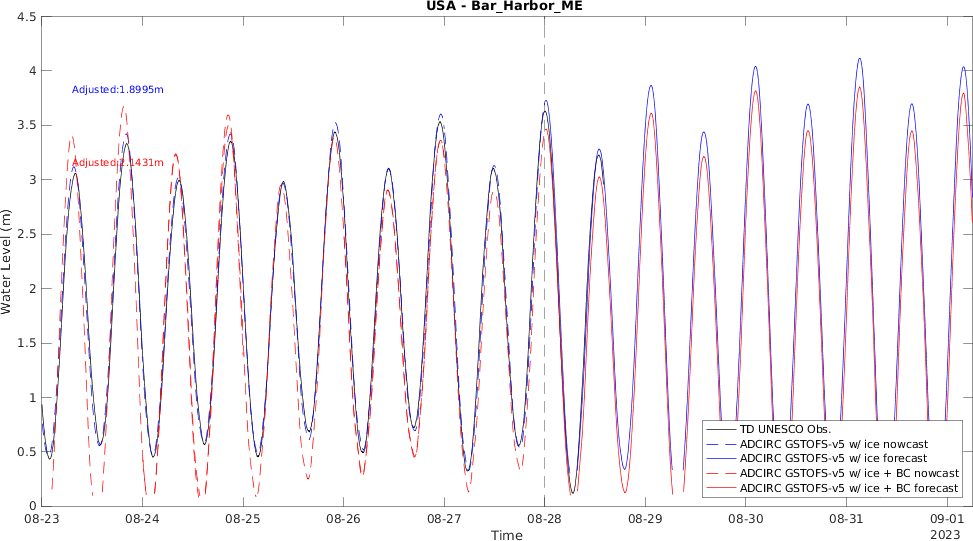 USA - Bar_Harbor_ME
4.5
4
3.5
3
2.5
2
1.5
1
0.5
0
Water Level (m)
Adjusted:1.8995m
Adjusted:2.1431m
TD UNESCO Obs.
ADCIRC GSTOFS-v5 w/ ice nowcast
ADCIRC GSTOFS-v5 w/ ice forecast
ADCIRC GSTOFS-v5 w/ ice + BC nowcast
ADCIRC GSTOFS-v5 w/ ice + BC forecast
08-23 08-24 08-25 08-26 08-27 08-28 08-29 08-30 08-31 09-01
Time
2023